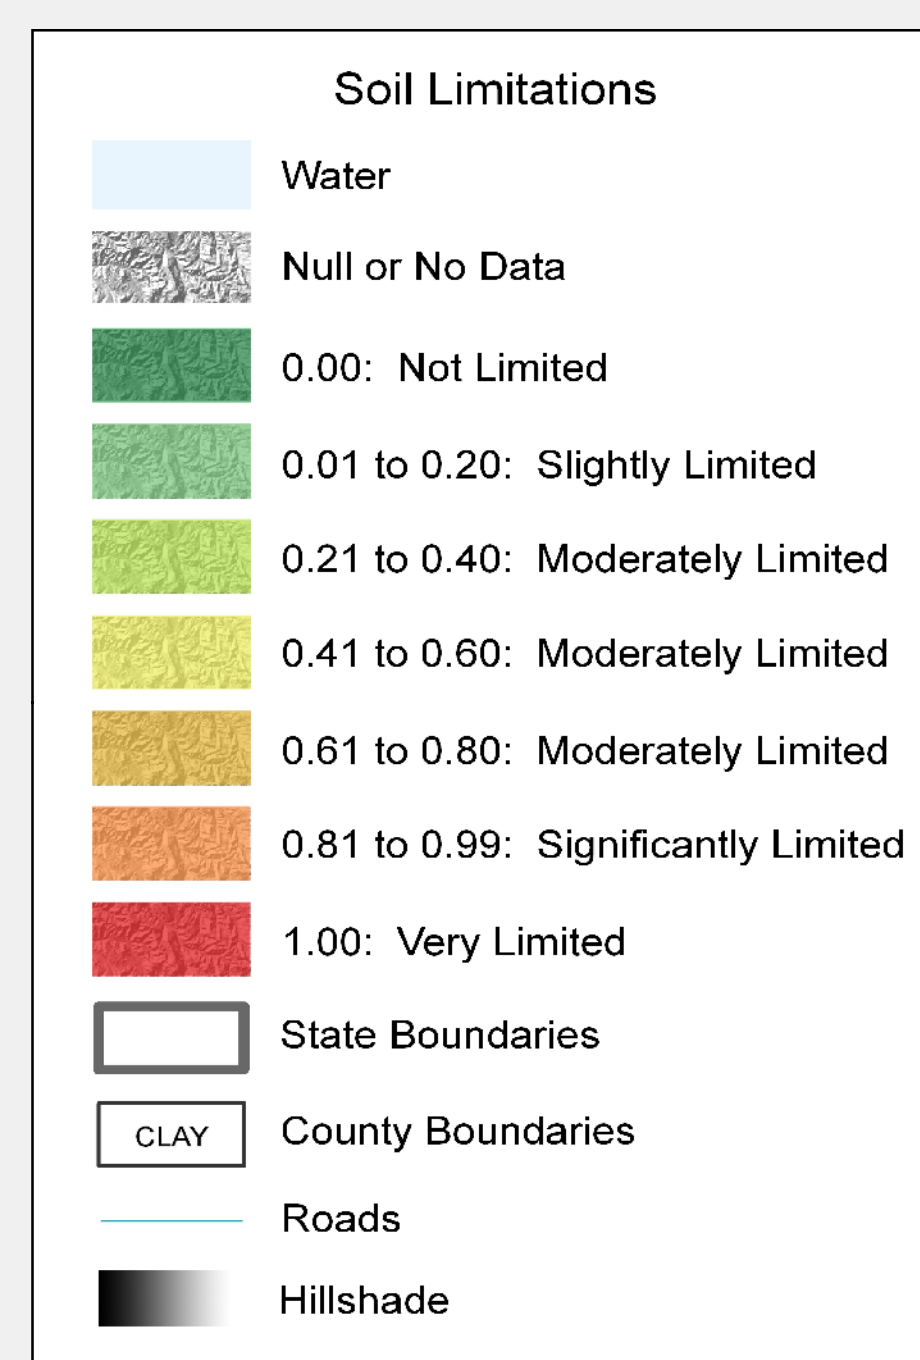 Soil Limitations
Water
Null or No Data
0.00:  Not Limited
0.01 to 0.20:  Slightly Limited
0.21 to 0.40:  Moderately Limited
0.41 to 0.60:  Moderately Limited
0.61 to 0.80:  Moderately Limited
0.81 to 0.99:  Significantly Limited
1.00:  Very Limited
State Boundaries
CLAY County Boundaries
Roads
Hillshade